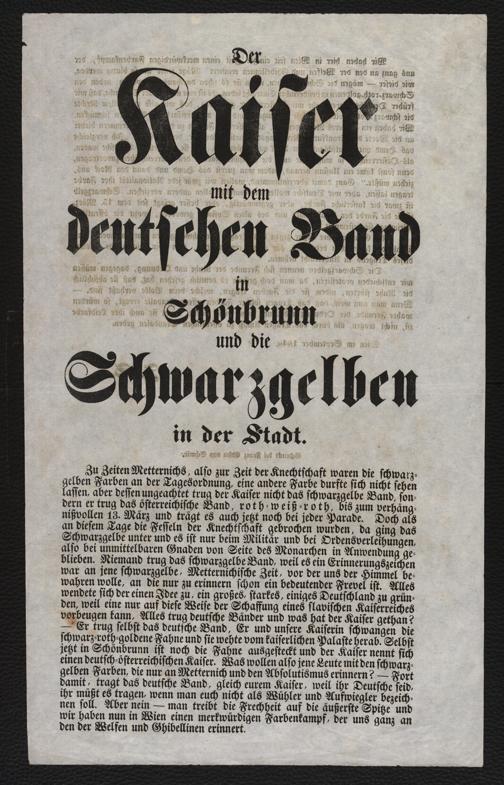 Der
Kaiser
mit dem
deutschen Band
in
Schönbrunn
und die
Schwarzgelben
in der Stadt.
Zu Zeiten Metternichs, also zur Zeit der Knechtschaft waren die schwarz-
gelben Farben an der Tagesordnung, eine andere Farbe durfte sich nicht sehen
lassen, aber dessen ungeachtet trug der Kaiser nicht das schwarzgelbe Band, son-
dern er trug das österreichische Band, roth-weiß-roth, bis zum verhäng-
nißvollen 13. März und trägt es auch jetzt noch bei jeder Parade. Doch als
an diesem Tage die Fesseln der Knechtschaft gebrochen wurden, da ging das
Schwarzgelbe unter und es ist nur beim Militär und bei Ordensverleihungen,
also bei unmittelbaren Gnaden von Seite des Monarchen in Anwendung ge-
blieben. Niemand trug das schwarzgelbe Band, weil es ein Erinnerungszeichen
war an jene schwarzgelbe, Metternichische Zeit, vor der uns der Himmel be-
wahren wolle, an die nur zu erinnern schon ein bedeutender Frevel ist. Alles
wendete sich der einen Idee zu, ein großes, starkes, einiges Deutschland zu grün-
den, weil eine nur auf diese Weise der Schaffung eines slavischen Kaiserreiches
vorbeugen kann, Alles trug deutsche Bänder und was hat der Kaiser gethan?
— Er trug selbst das deutsche Band, Er und unsere Kaiserin schwangen die
schwarz-roth-goldene Fahne und sie wehte vom kaiserlichen Palaste herab. Selbst
jetzt in Schönbrunn ist noch die Fahne ausgesteckt und der Kaiser nennt sich
einen deutsch-österreichischen Kaiser. Was wollen also jene Leute mit den schwarz-
gelben Farben, die nur an Metternich und den Absolutismus erinnern? — Fort
damit, tragt das deutsche Band, gleich eurem Kaiser, weil ihr Deutsche seid,
ihr müßt es tragen, wenn man euch nicht als Wühler und Aufwiegler bezeich-
nen soll. Aber nein — man treibt die Frechheit auf die äußerste Spitze und
wir haben nun in Wien einen merkwürdigen Farbenkampf, der uns ganz an
den der Welfen und Ghibellinen erinnert.